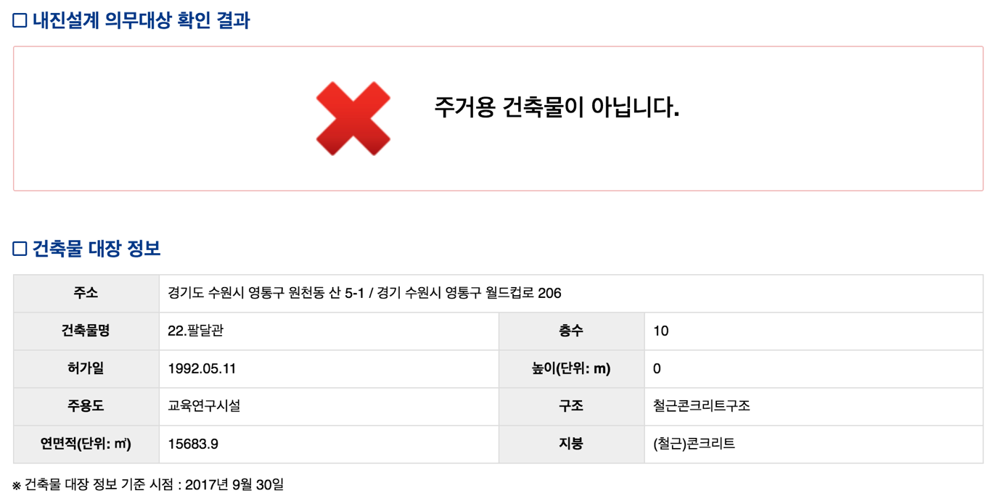 □ 내진설계 의무대상 확인 결과
주거용 건축물이 아닙니다.
□ 건축물 대장 정보
주소 경기도 수원시 영통구 원천동 산 5-1 / 경기 수원시 영통구 월드컵로 206
건축물명 22.팔달관 층수 10
허가일 1992.05.11 높이(단위: m) 0
주용도 교육연구시설 구조 철근콘크리트구조
연면적(단위: ㎡) 15683.9 지붕 (철근)콘크리트
※ 건축물 대장 정보 기준 시점 : 2017년 9월 30일